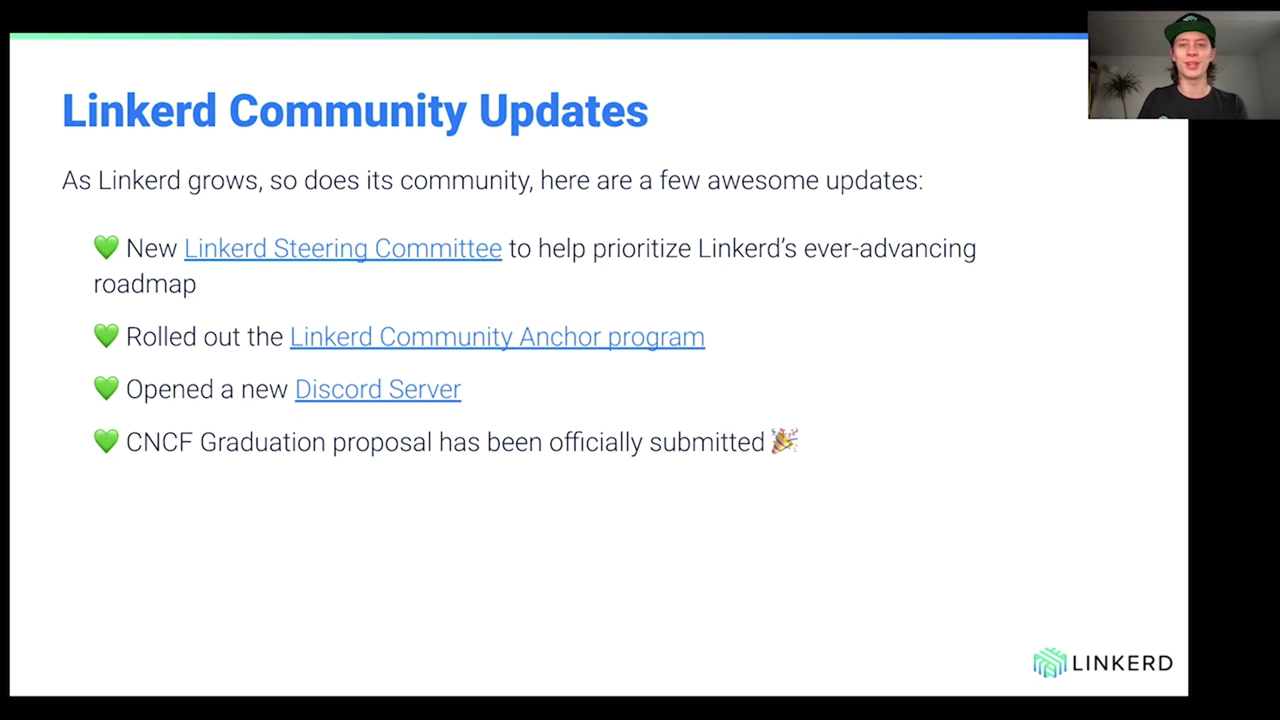 Linkerd Community Updates
As Linkerd grows, so does its community, here are a few awesome updates:
💚 New Linkerd Steering Committee to help prioritize Linkerd’s ever-advancing
roadmap
💚 Rolled out the Linkerd Community Anchor program
💚 Opened a new Discord Server
💚 CNCF Graduation proposal has been officially submitted 🎉
LINKERD